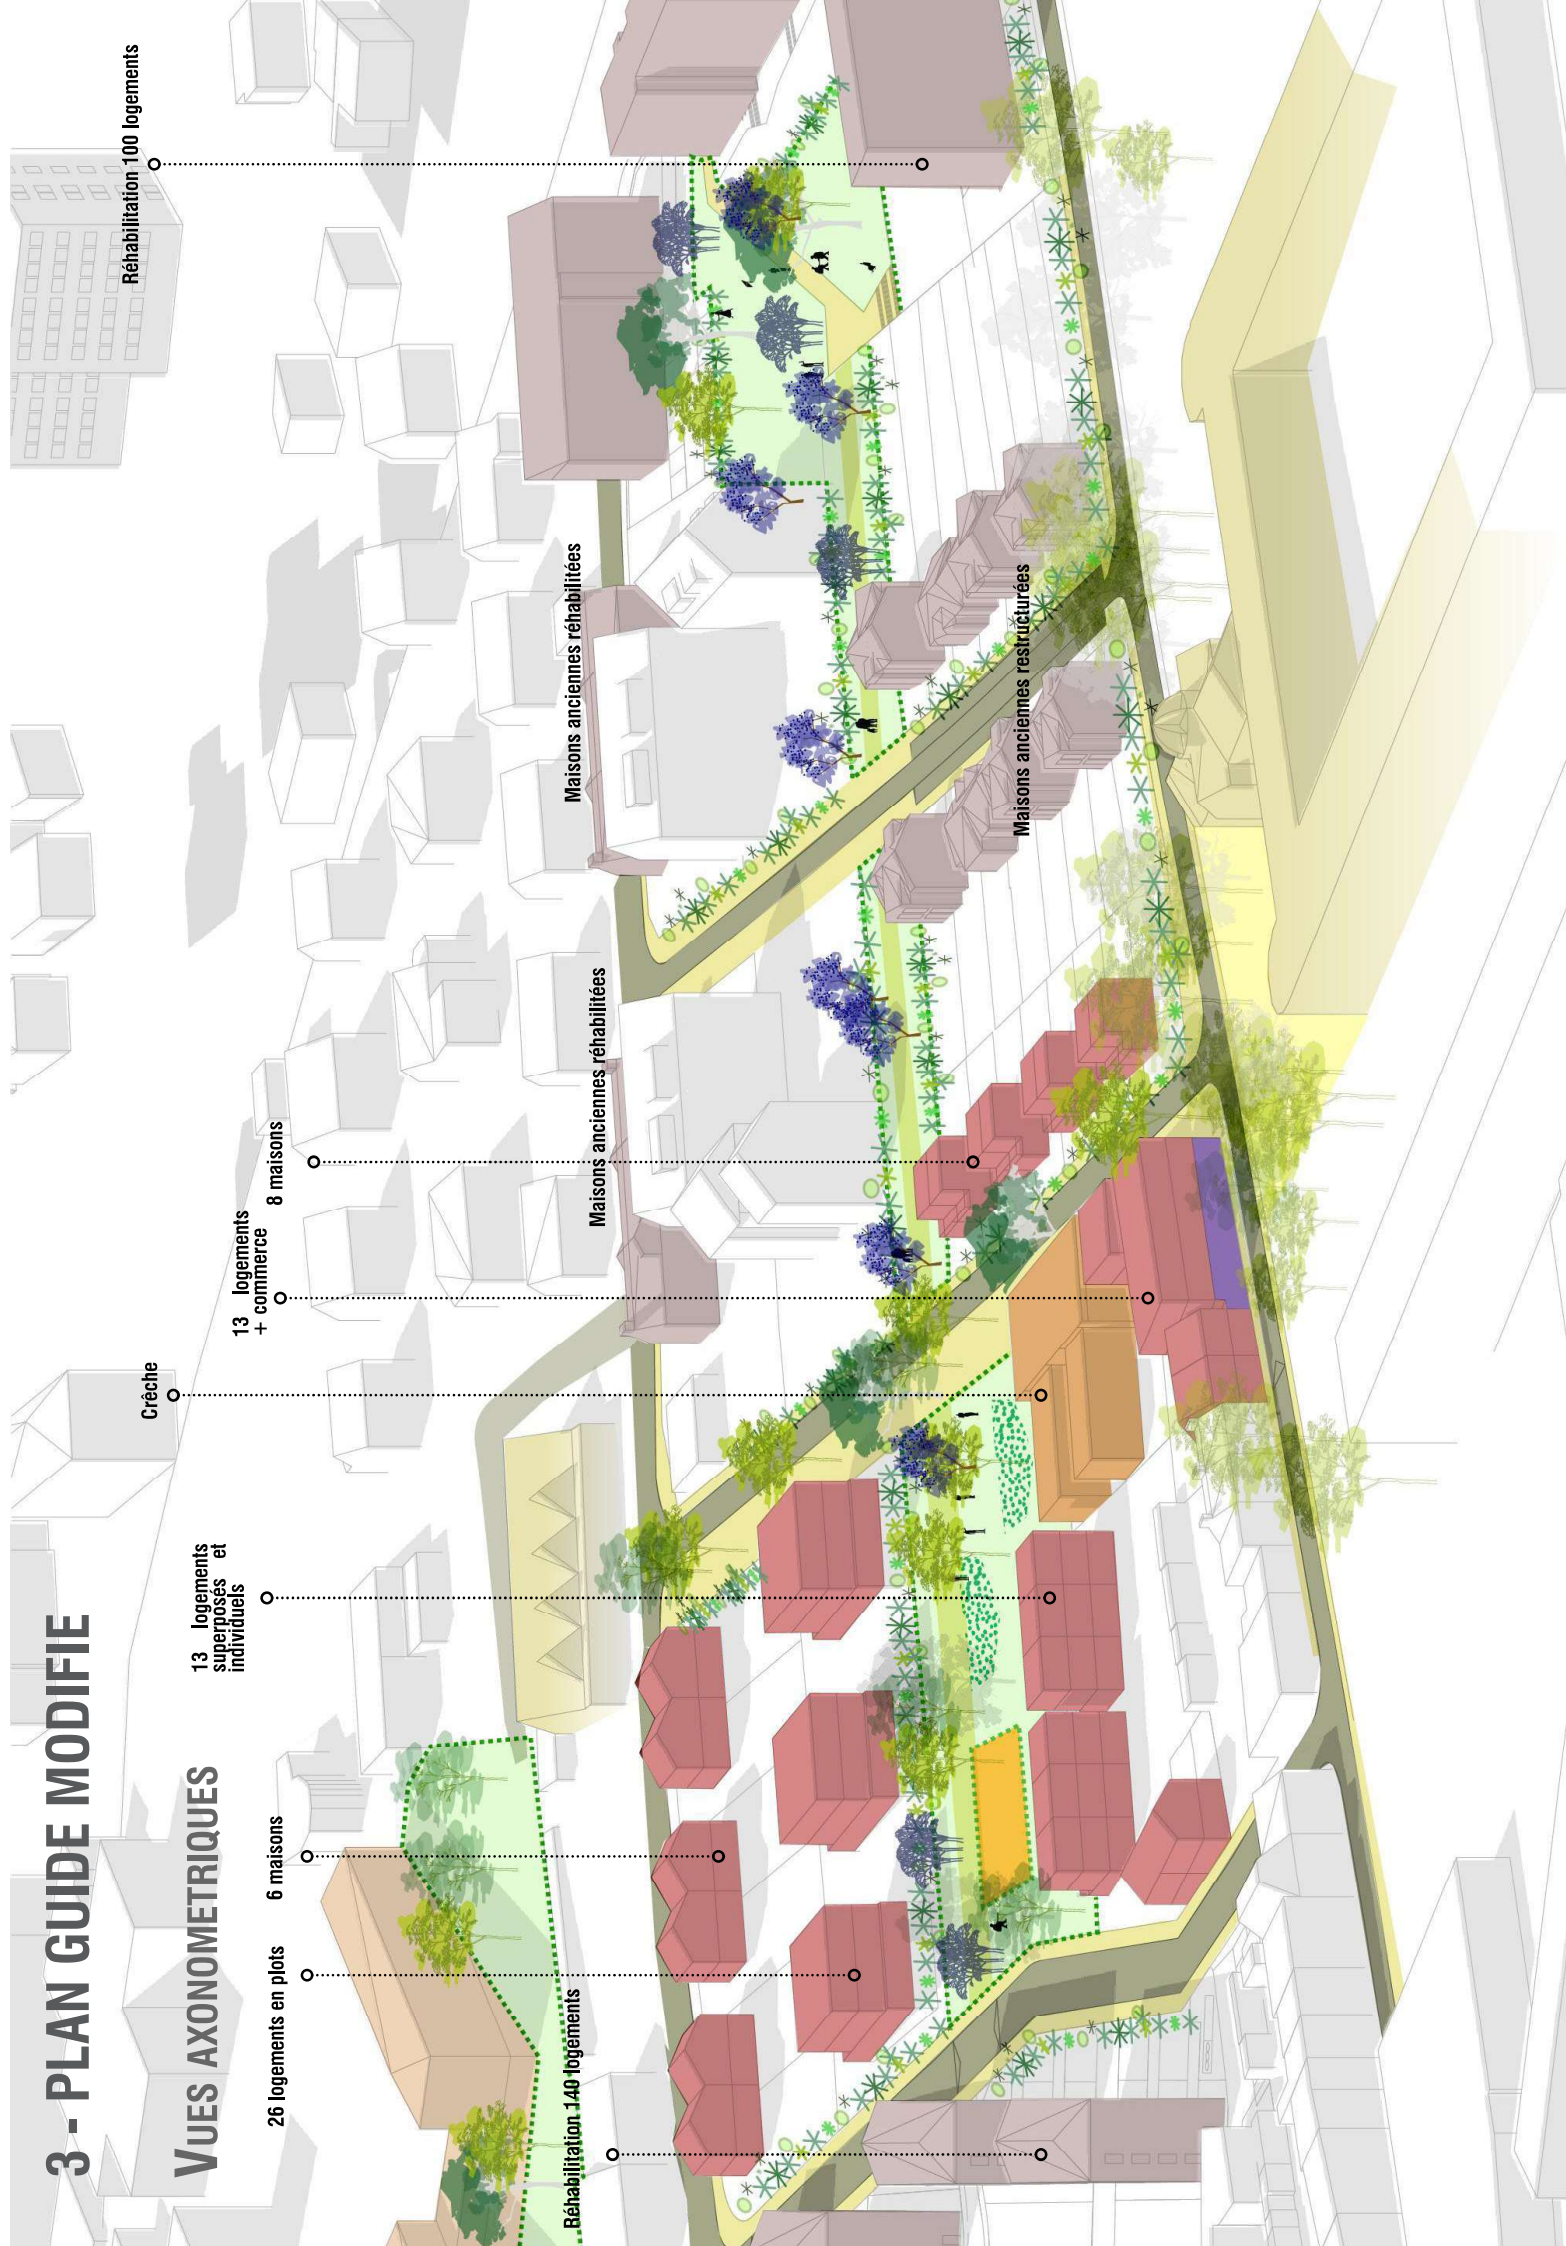 3 - PLAN GUIDE MODIFIE
VUES AXONOMETRIQUES
Réhabilitation 140 logements
26 logements en plots
6 maisons
13 logements
superposés et
individuels
Crêche
13 logements
+ commerce
8 maisons
Maisons anciennes réhabilitées
Maisons anciennes réhabilitées
Maisons anciennes restructurées
Réhabilitation 100 logements